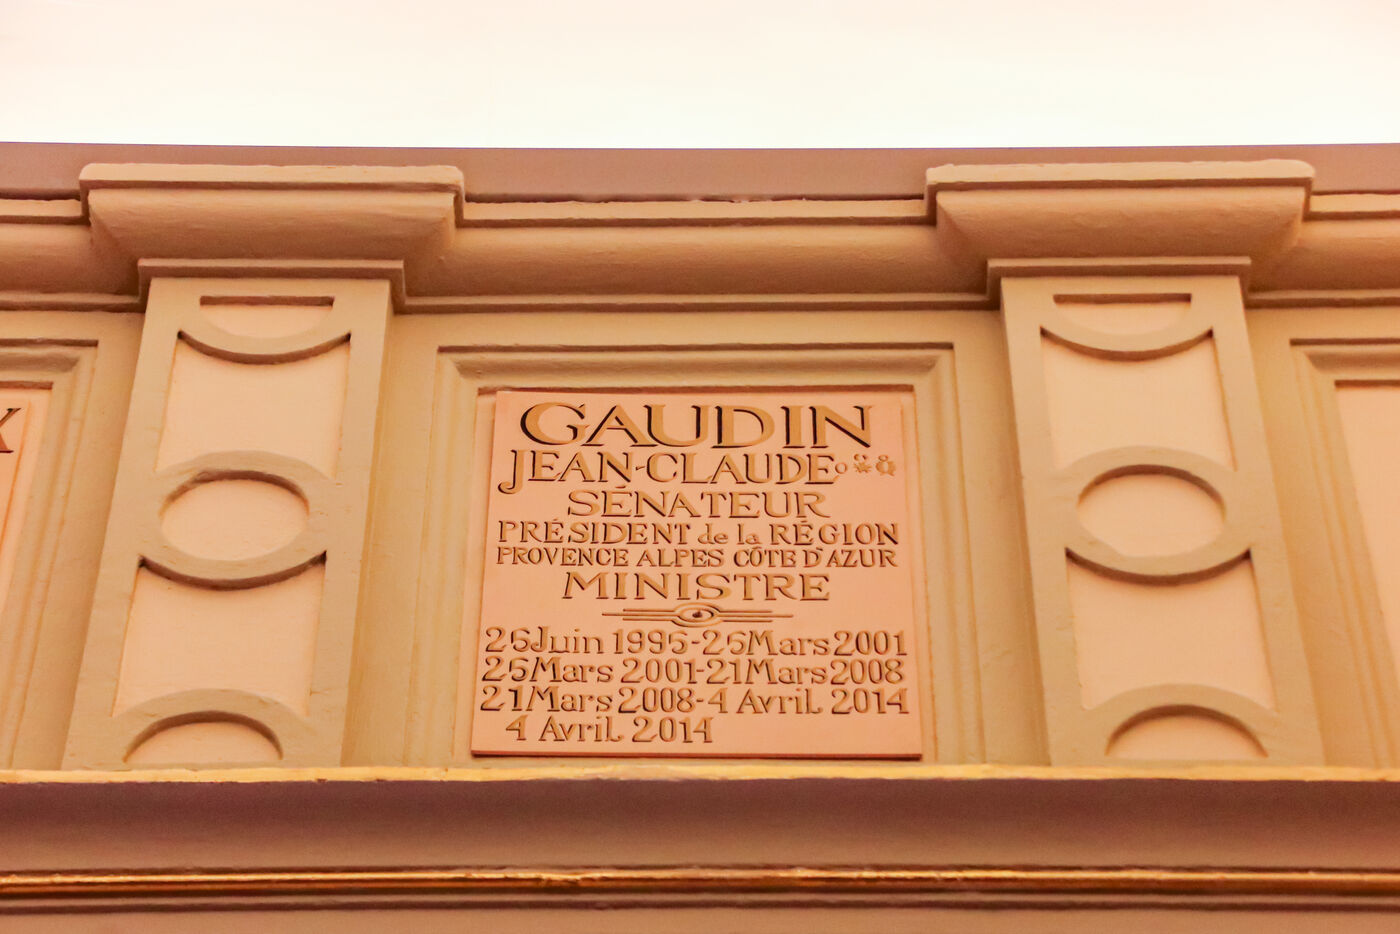 GAUDIN
JEAN-CLAUDE
SÉNATEUR
PRÉSIDENT de la RÉGION
PROVENCE ALPES CÔTE D'AZUR
MINISTRE
25 Juin 1995-25 Mars 2001
25 Mars 2001-21 Mars 2008
21 Mars 2008-4 Avril 2014
4 Avril 2014
X